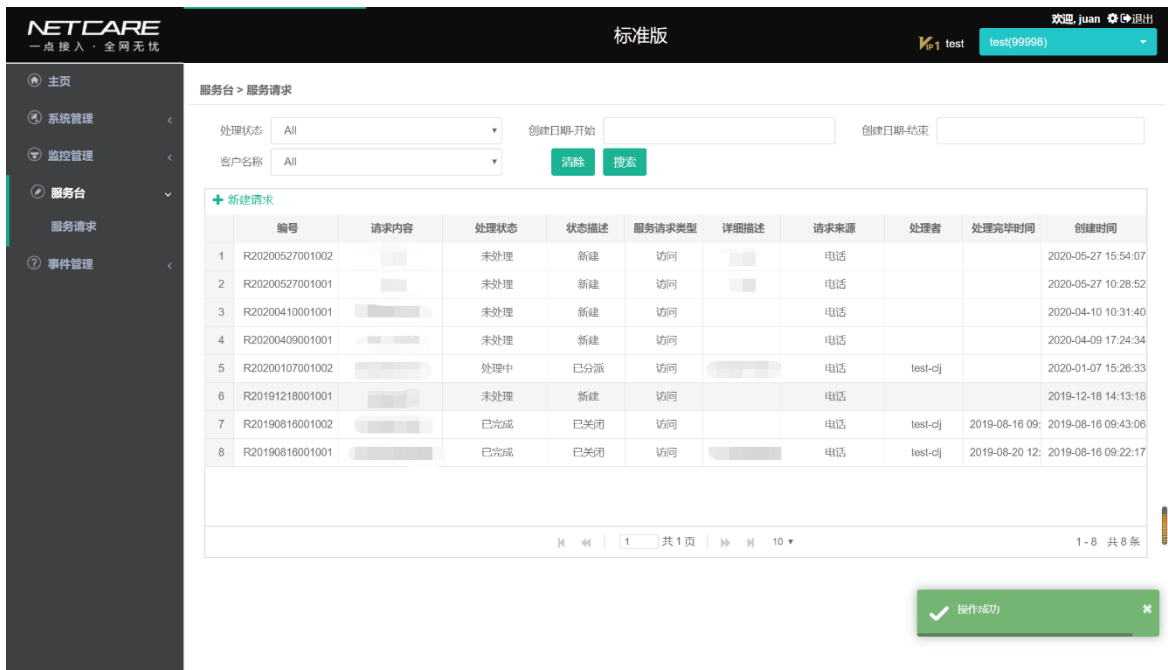 NETCARE
一点接入 · 全网无忧
标准版
欢迎, juan 退出
VIP1 test test(99998)
主页
系统管理
监控管理
服务台
服务请求
事件管理
服务台 > 服务请求
处理状态 All 创建日期-开始 创建日期-结束
客户名称 All 清除 搜索
新建请求
编号 请求内容 处理状态 状态描述 服务请求类型 详细描述 请求来源 处理者 处理完毕时间 创建时间
1 R20200527001002 未处理 新建 访问 电话 2020-05-27 15:54:07
2 R20200527001001 未处理 新建 访问 电话 2020-05-27 10:28:52
3 R20200410001001 未处理 新建 访问 电话 2020-04-10 10:31:40
4 R20200409001001 未处理 新建 访问 电话 2020-04-09 17:24:34
5 R20200107001002 处理中 已分派 访问 电话 test-clj 2020-01-07 15:26:33
6 R20191218001001 未处理 新建 访问 电话 2019-12-18 14:13:18
7 R20190816001002 已完成 已关闭 访问 电话 test-clj 2019-08-16 09: 2019-08-16 09:43:06
8 R20190816001001 已完成 已关闭 访问 电话 test-clj 2019-08-20 12: 2019-08-16 09:22:17
1 共 1 页 10 1 - 8 共 8 条
操作成功